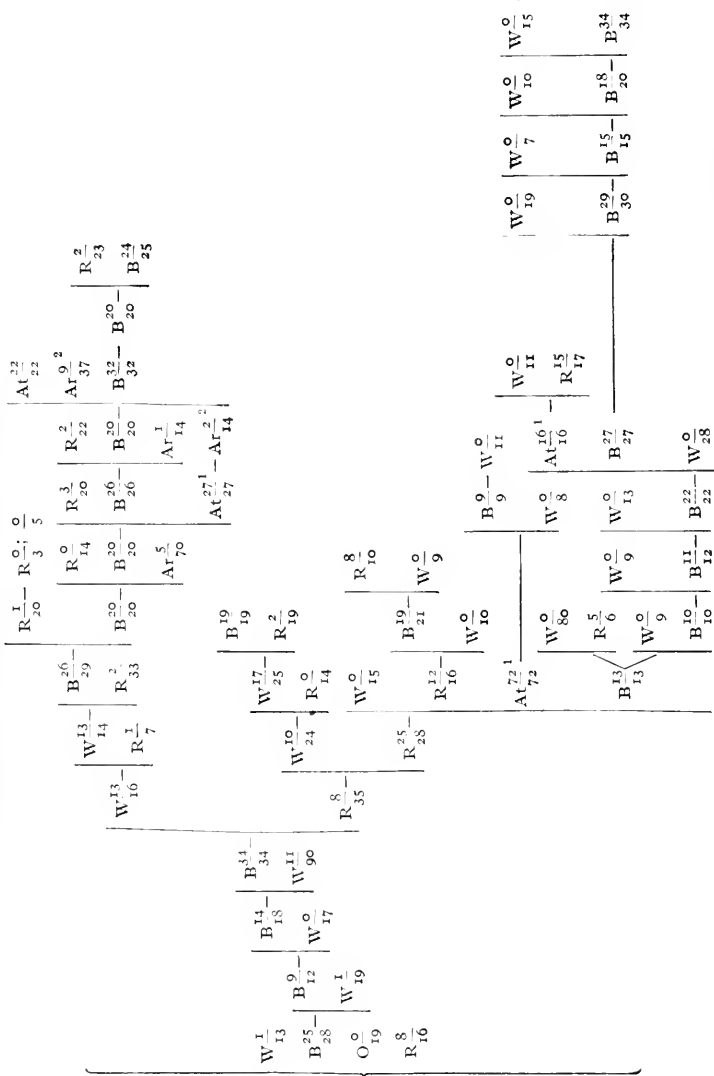 R 1/20 — R 0/3; 0/5 At 22/22
W 13/14 B 26/29 R 0/14 R 3/20 R 2/22 Ar 9/37 ² R 2/23
W 13/16 R 1/7 R 2/33 B 20/20 B 20/20 B 26/26 B 20/20 B 32/32 B 20/20 B 24/25
Ar 5/70 Ar 1/14
At 27/27 ¹ — Ar 2/14 ²
B 34/34 B 19/19
W 1/13 B 14/18 W 17/25 R 2/19
B 9/12 W 11/90 W 10/24
B 25/28 W 0/17 R 0/14
W 1/19 R 8/35
O 0/19 W 0/15 R 8/10
R 8/16 R 25/28 B 19/21 W 0/9
R 12/16 W 0/10
B 9/9 — W 0/11
At 72/72 ¹ W 0/8 W 0/11 W 0/19 W 0/7 W 0/10 W 0/15
W 0/80 At 16/16 ¹ R 15/17
R 5/6 W 0/9 W 0/13 B 27/27 B 29/30 B 15/15 B 18/20 B 34/34
B 13/13 W 0/9
B 10/10 B 11/12 B 22/22 W 0/28